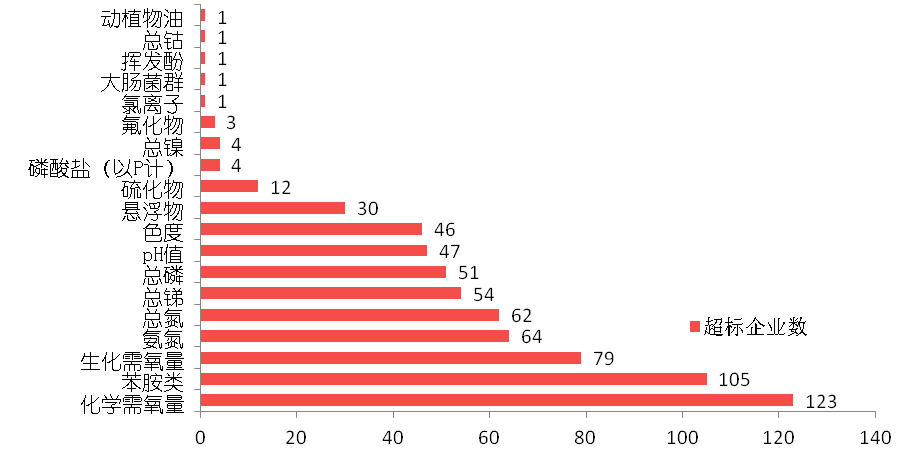 动植物油 1
总钴 1
挥发酚 1
大肠菌群 1
氯离子 1
氟化物 3
总镍 4
磷酸盐（以P计） 4
硫化物 12
悬浮物 30
色度 46
pH值 47
总磷 51
总锑 54
总氮 62
氨氮 64
生化需氧量 79
苯胺类 105
化学需氧量 123
超标企业数
0 20 40 60 80 100 120 140